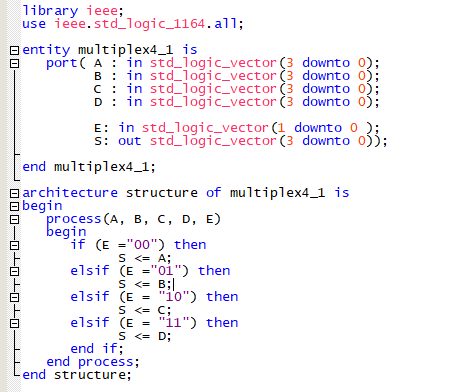 library ieee;
use ieee.std_logic_1164.all;
entity multiplex4_1 is
port( A : in std_logic_vector(3 downto 0);
B : in std_logic_vector(3 downto 0);
C : in std_logic_vector(3 downto 0);
D : in std_logic_vector(3 downto 0);
E: in std_logic_vector(1 downto 0 );
S: out std_logic_vector(3 downto 0));
end multiplex4_1;
architecture structure of multiplex4_1 is
begin
process(A, B, C, D, E)
begin
if (E ="00") then
S <= A;
elsif (E ="01") then
S <= B;
elsif (E = "10") then
S <= C;
elsif (E = "11") then
S <= D;
end if;
end process;
end structure;